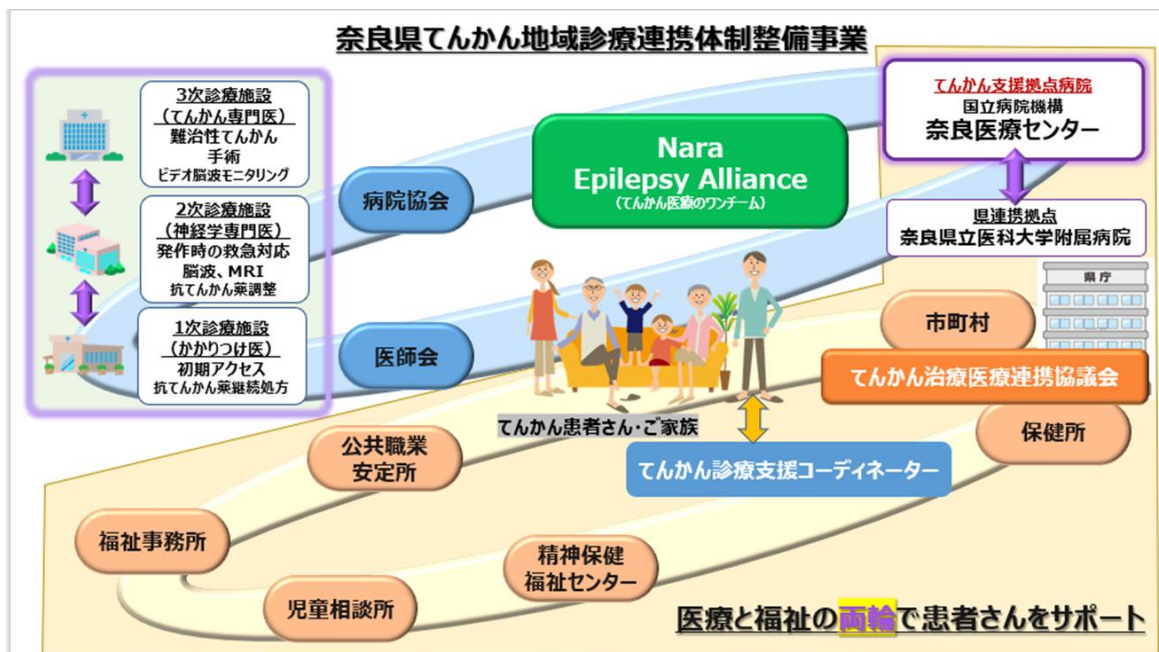 奈良県てんかん地域診療連携体制整備事業
3次診療施設
(てんかん専門医)
難治性てんかん
手術
ビデオ脳波モニタリング
2次診療施設
(神経学専門医)
発作時の救急対応
脳波、MRI
抗てんかん薬調整
1次診療施設
(かかりつけ医)
初期アクセス
抗てんかん薬継続処方
病院協会
医師会
Nara
Epilepsy Alliance
(てんかん医療のワンチーム)
てんかん支援拠点病院
国立病院機構
奈良医療センター
県連携拠点
奈良県立医科大学附属病院
県庁
市町村
てんかん治療医療連携協議会
保健所
てんかん患者さん・ご家族
てんかん診療支援コーディネーター
公共職業
安定所
福祉事務所
精神保健
福祉センター
児童相談所
医療と福祉の両輪で患者さんをサポート